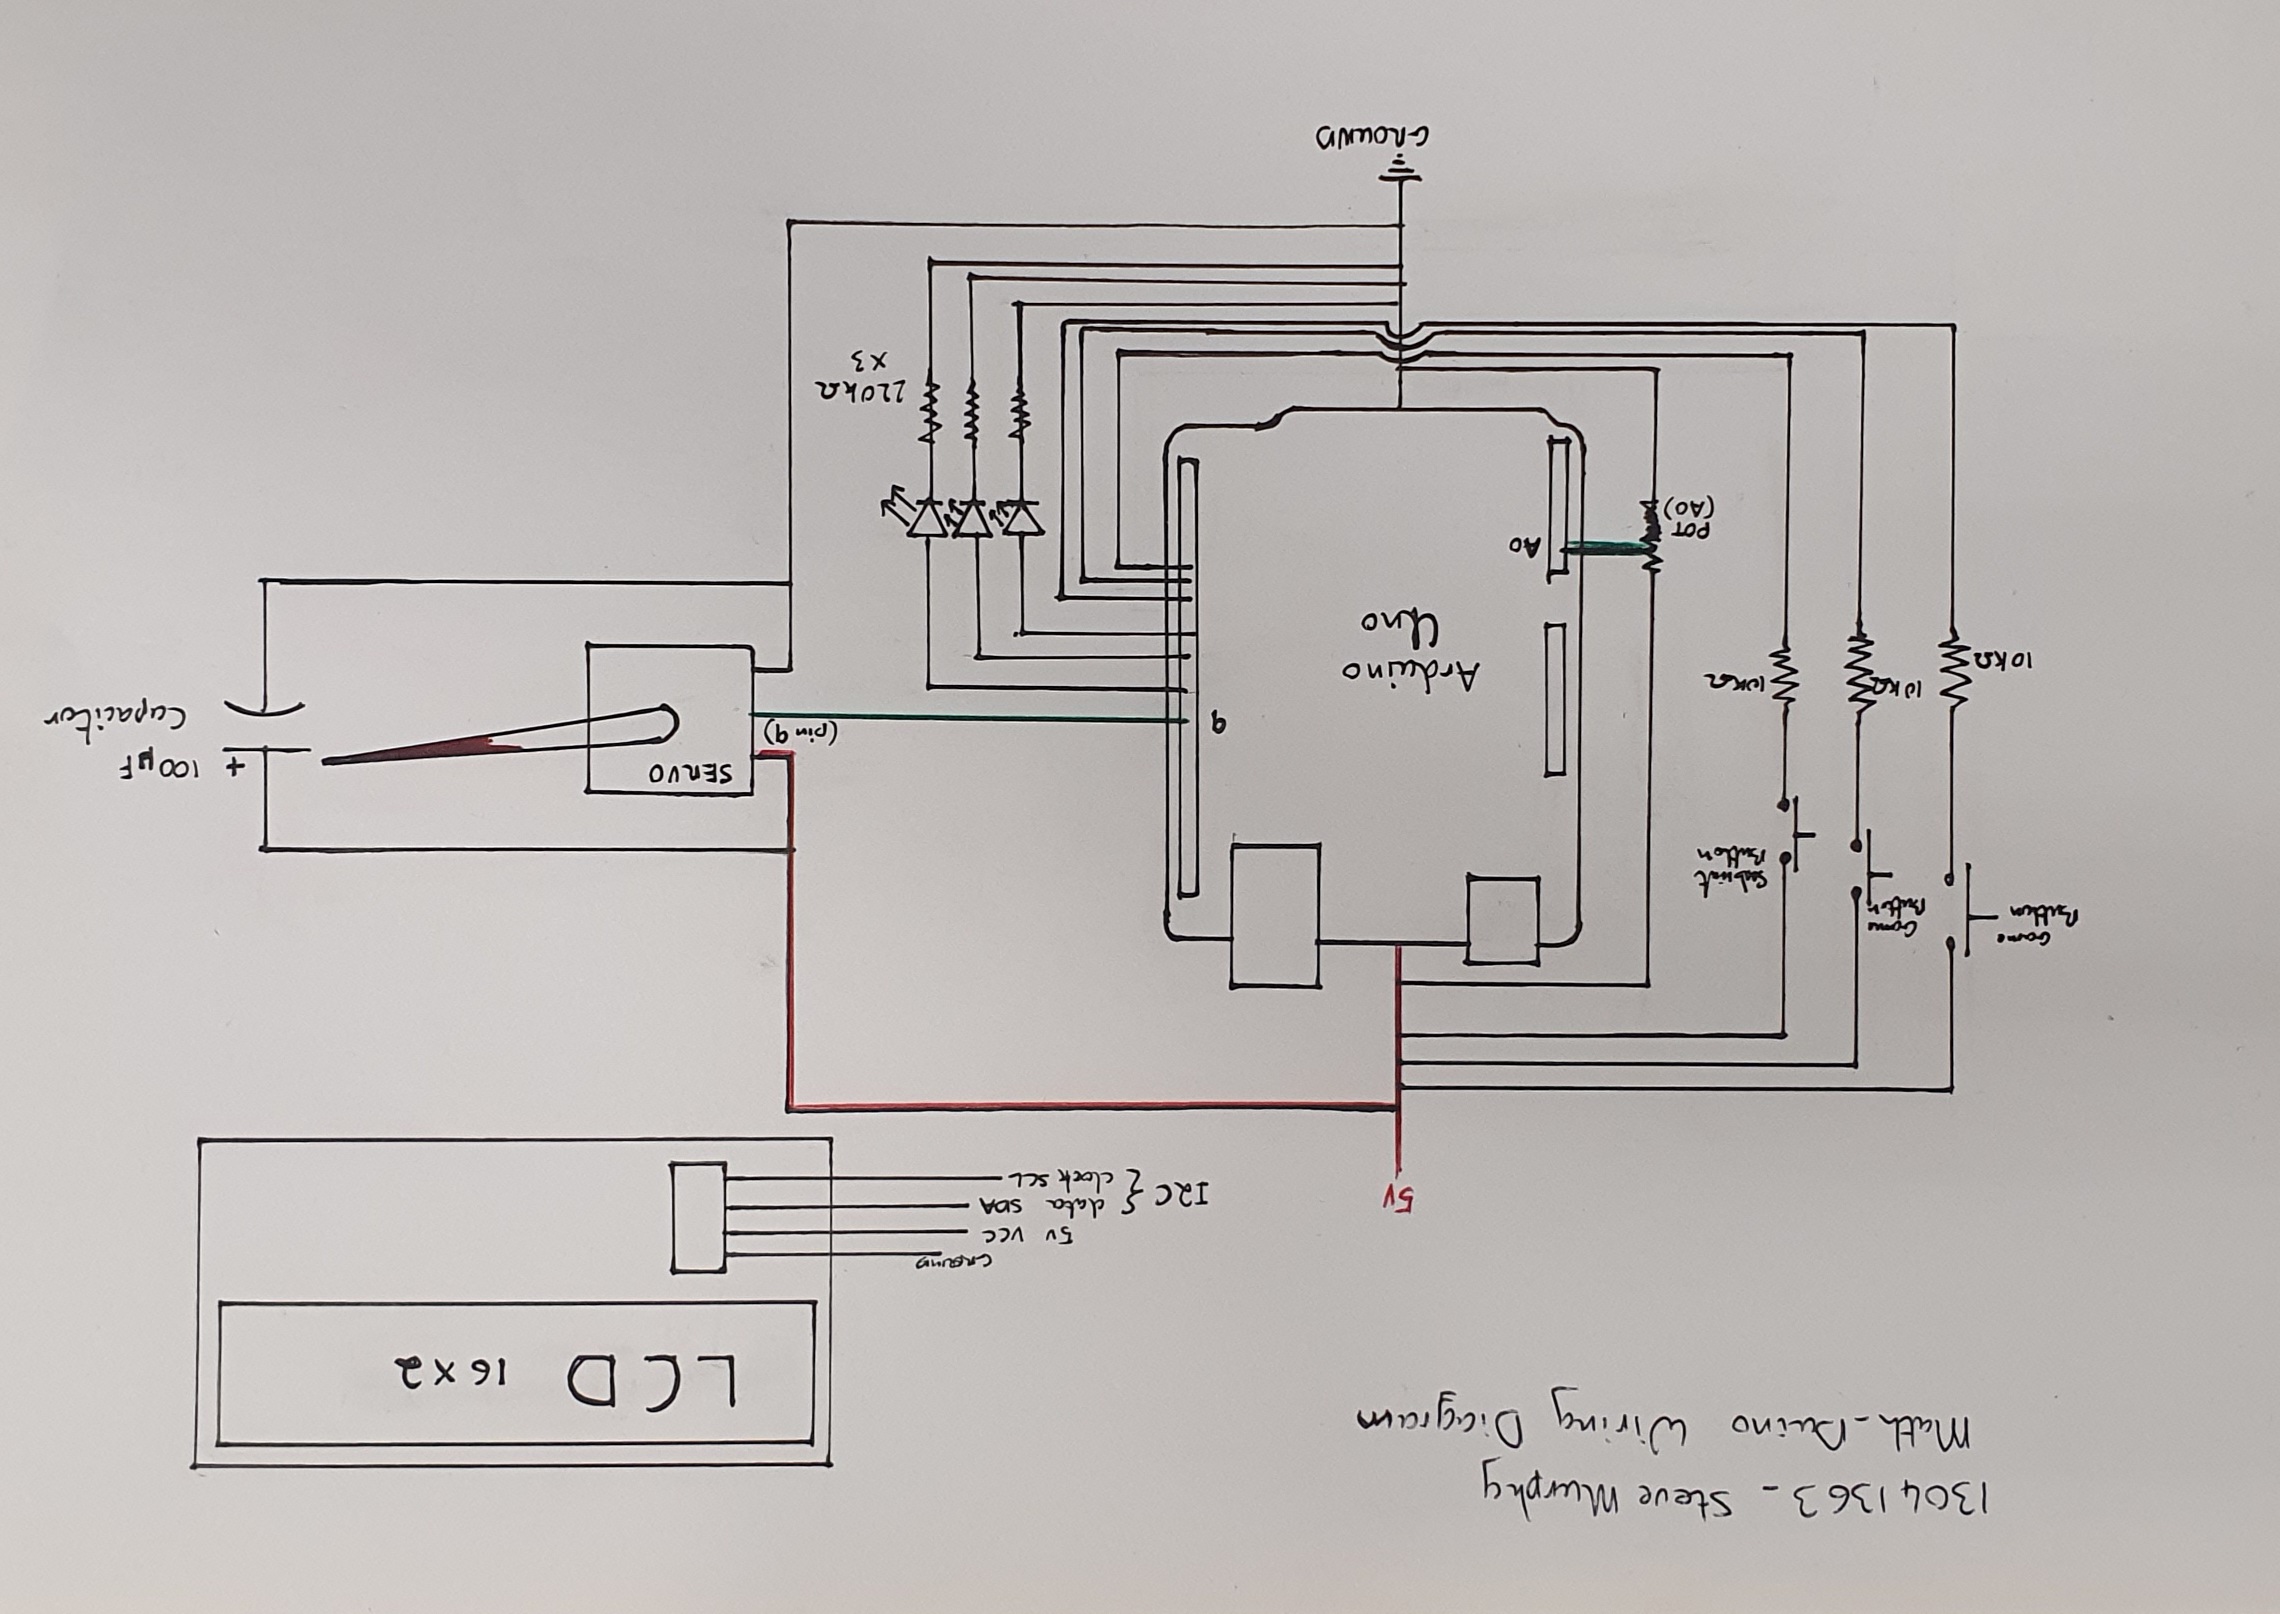 13041363 - Steve Murphy
Math-Duino Wiring Diagram
LCD 16x2
GROUND
5V VCC
I2C { data SDA
clock SCL
5V
Game
Button
Game
Button
Submit
Button
SERVO
(pin 9)
9
+ 100µF
Capacitor
10kΩ
10kΩ
10kΩ
Arduino
Uno
A0
POT
(A0)
220kΩ
x3
GROUND